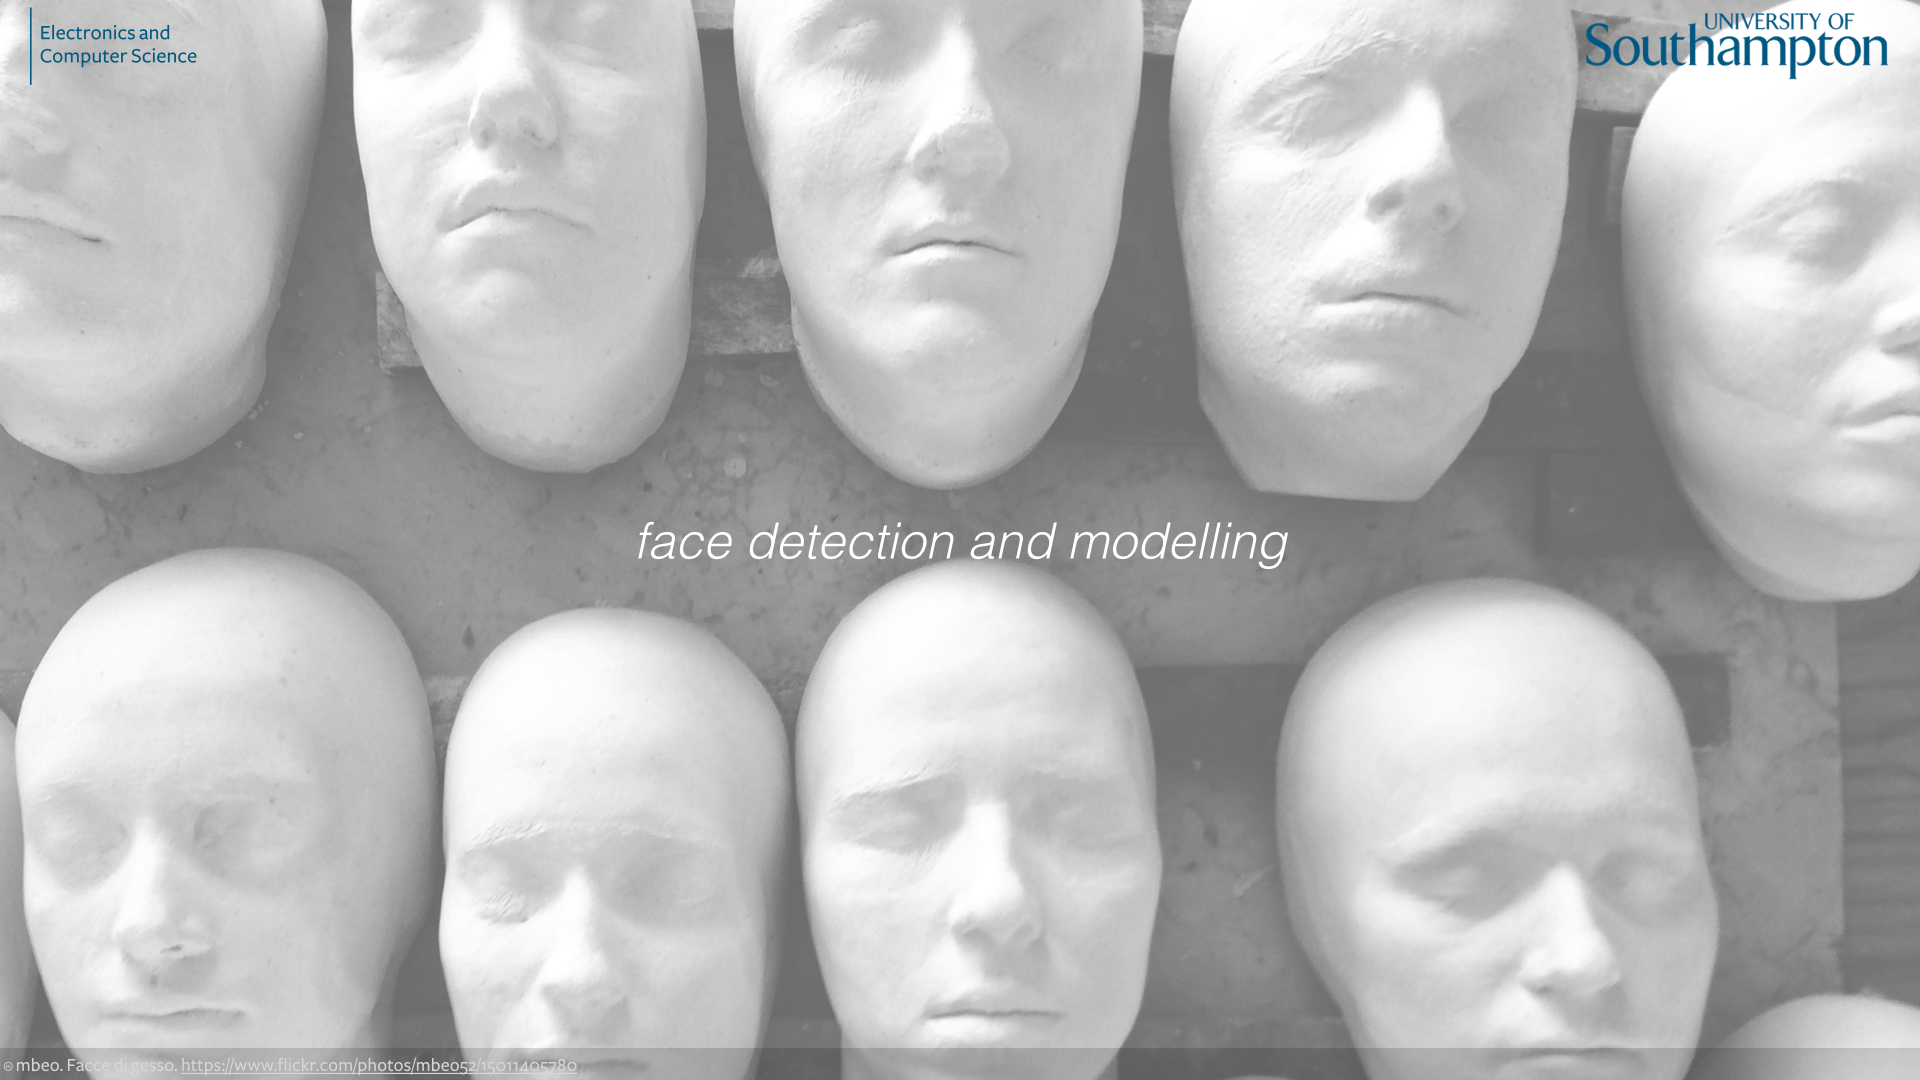 Electronics and
Computer Science
UNIVERSITY OF
Southampton
face detection and modelling
© mbeo. Facce di gesso. https://www.flickr.com/photos/mbeo52/15011405780